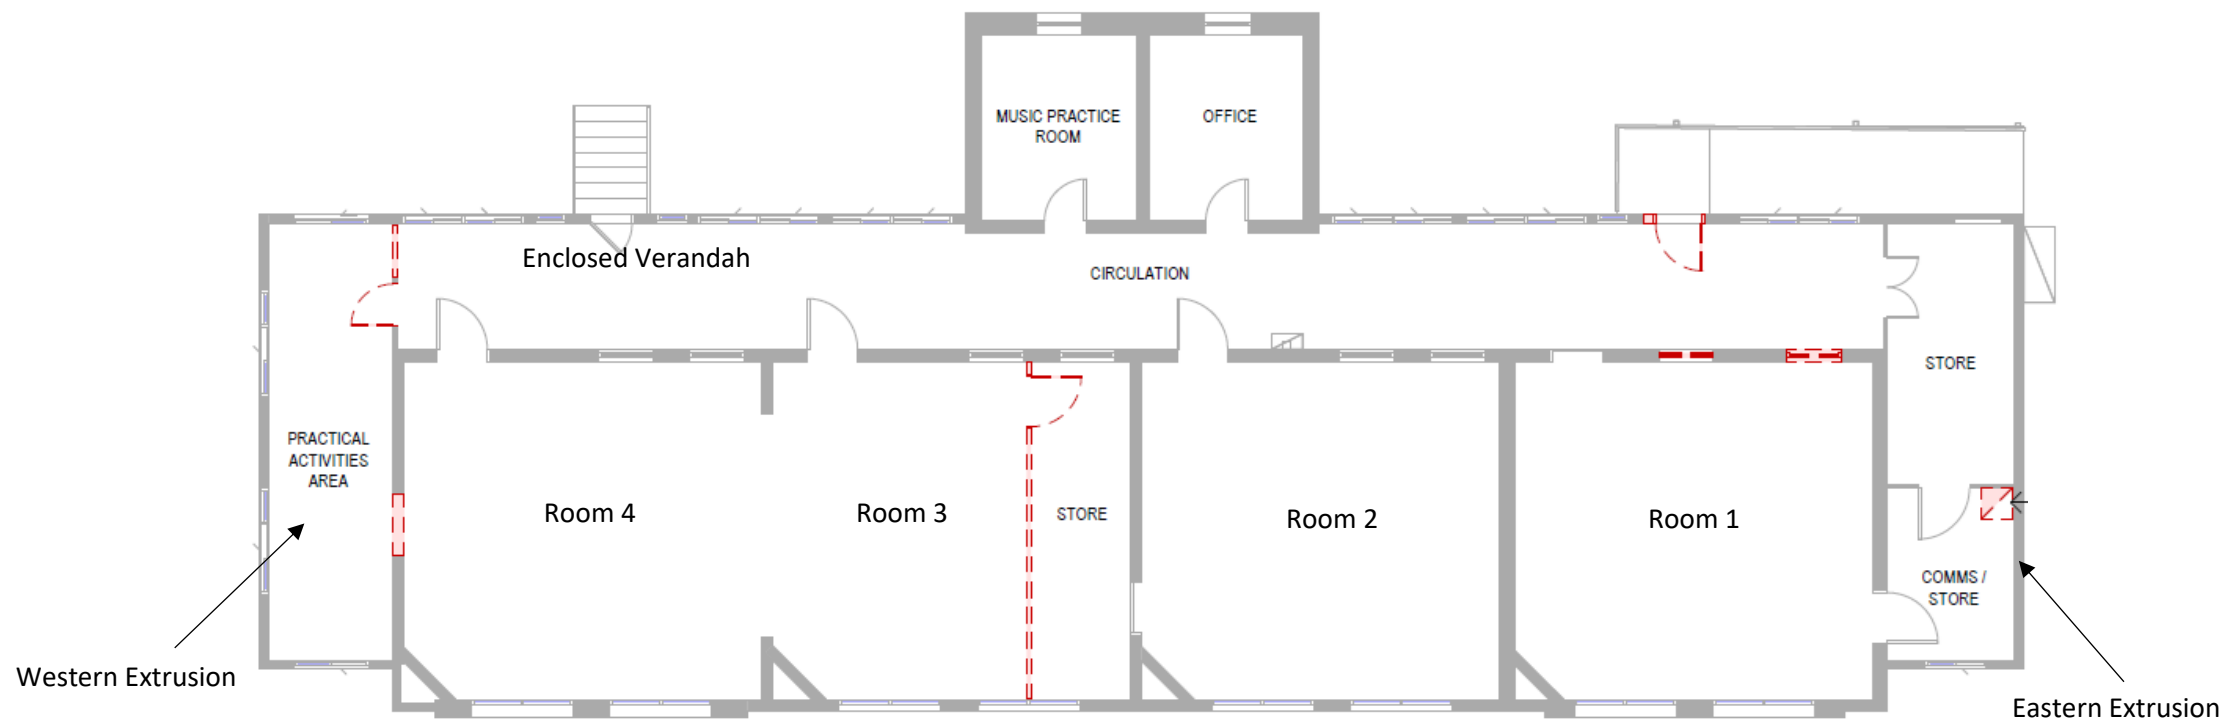 MUSIC PRACTICE
ROOM
OFFICE
Enclosed Verandah
CIRCULATION
STORE
PRACTICAL
ACTIVITIES
AREA
Room 4
Room 3
STORE
Room 2
Room 1
COMMS /
STORE
Western Extrusion
Eastern Extrusion